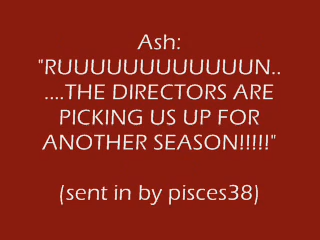 Ash:
"RUUUUUUUUUUUUN..
....THE DIRECTORS ARE
PICKING US UP FOR
ANOTHER SEASON!!!!!"
(sent in by pisces38)